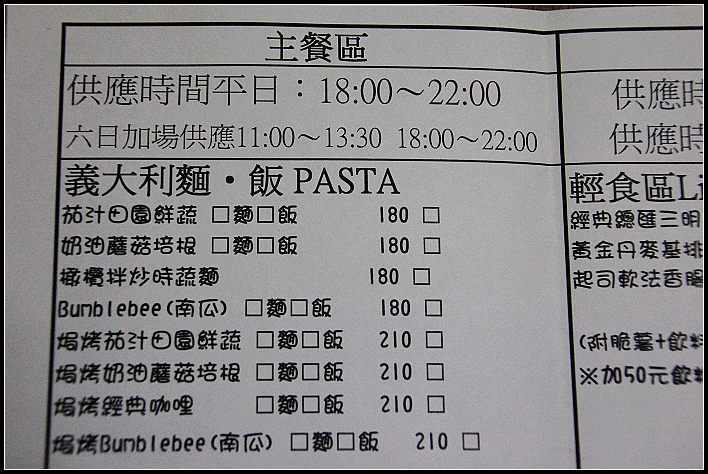 主餐區
供應時間平日：18:00～22:00
六日加場供應11:00～13:30 18:00～22:00
義大利麵・飯 PASTA
茄汁田園鮮蔬 □麵□飯 180 □
奶油蘑菇培根 □麵□飯 180 □
橄欖拌炒時蔬麵 180 □
Bumblebee(南瓜) □麵□飯 180 □
焗烤茄汁田園鮮蔬 □麵□飯 210 □
焗烤奶油蘑菇培根 □麵□飯 210 □
焗烤經典咖哩 □麵□飯 210 □
焗烤Bumblebee(南瓜) □麵□飯 210 □
供應時
供應時
輕食區Li
經典總匯三明
黃金丹麥基排
起司軟法香腸
(附脆薯+飲料
※加50元飲料